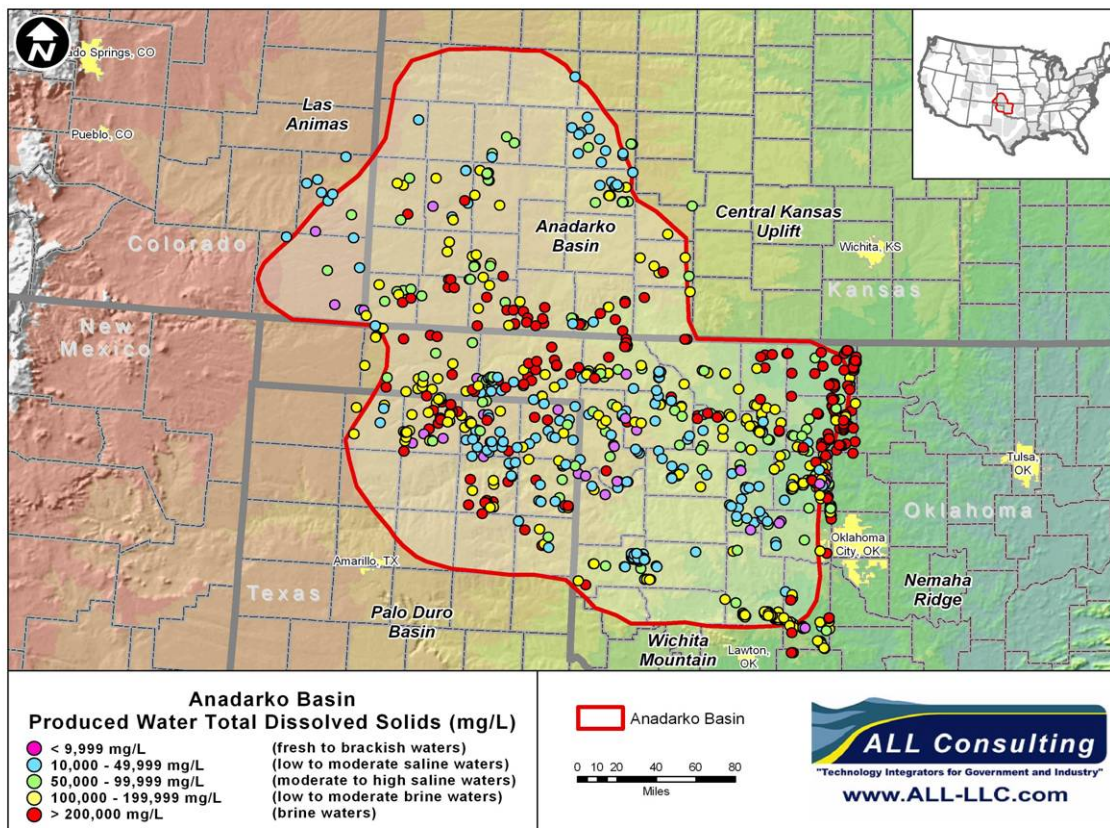 N
ado Springs, CO
Pueblo, CO
Las
Animas
Colorado
Anadarko
Basin
Central Kansas
Uplift
Wichita, KS
Kansas
New
Mexico
Tulsa,
OK
Oklahoma
Oklahoma
City, OK
Nemaha
Ridge
Amarillo, TX
Texas
Palo Duro
Basin
Wichita
Mountain
Lawton,
OK
Anadarko Basin
Produced Water Total Dissolved Solids (mg/L)
< 9,999 mg/L (fresh to brackish waters)
10,000 - 49,999 mg/L (low to moderate saline waters)
50,000 - 99,999 mg/L (moderate to high saline waters)
100,000 - 199,999 mg/L (low to moderate brine waters)
> 200,000 mg/L (brine waters)
Anadarko Basin
0 20 40 60 80
Miles
ALL Consulting
"Technology Integrators for Government and Industry"
www.ALL-LLC.com